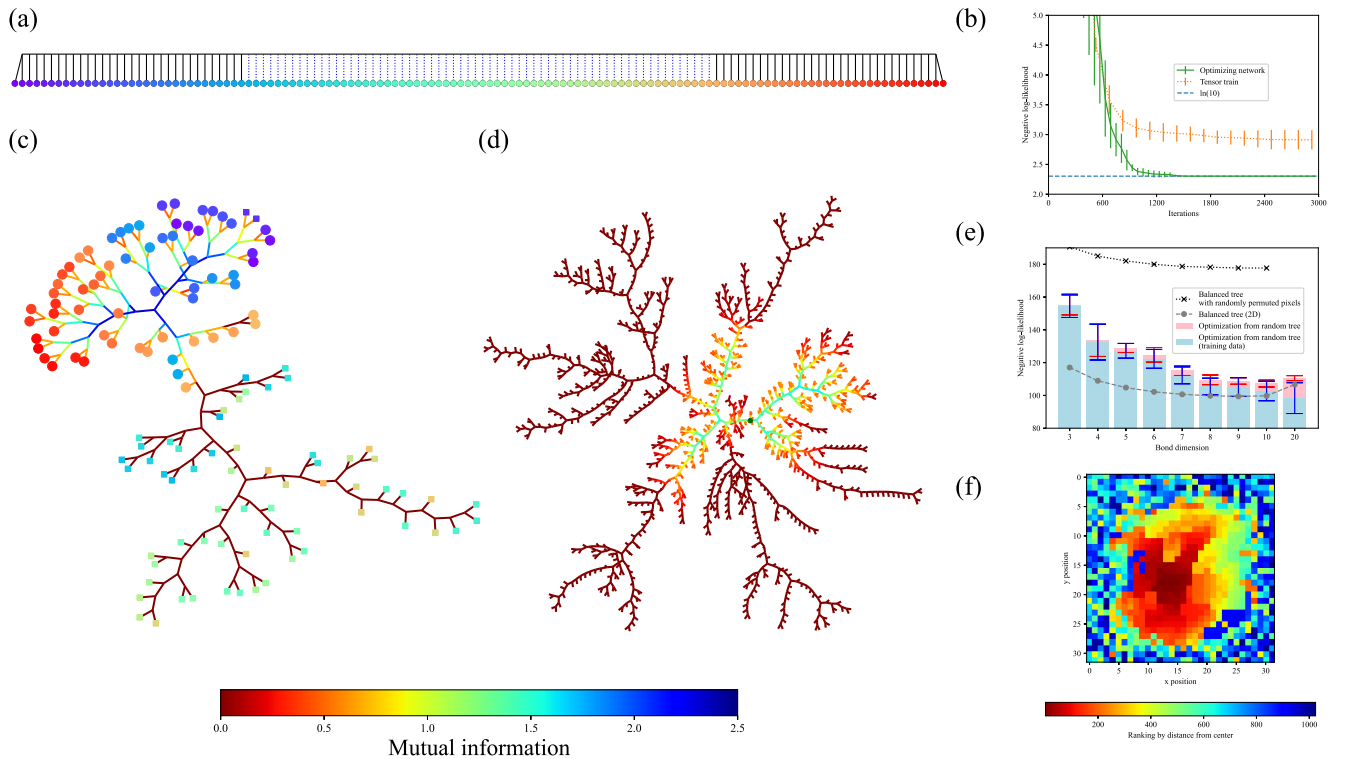 (a)
(b)
5.0
4.5
4.0
3.5
3.0
2.5
2.0
Negative log-likelihood
Optimizing network
Tensor train
ln(10)
0
600
1200
1800
2400
3000
Iterations
(c)
(d)
(e)
180
160
140
120
100
80
Negative log-likelihood
Balanced tree
with randomly permuted pixels
Balanced tree (2D)
Optimization from random tree
Optimization from random tree
(training data)
3
4
5
6
7
8
9
10
20
Bond dimension
(f)
0
5
10
15
20
25
30
y position
0
5
10
15
20
25
30
x position
200
400
600
800
1000
Ranking by distance from center
0.0
0.5
1.0
1.5
2.0
2.5
Mutual information